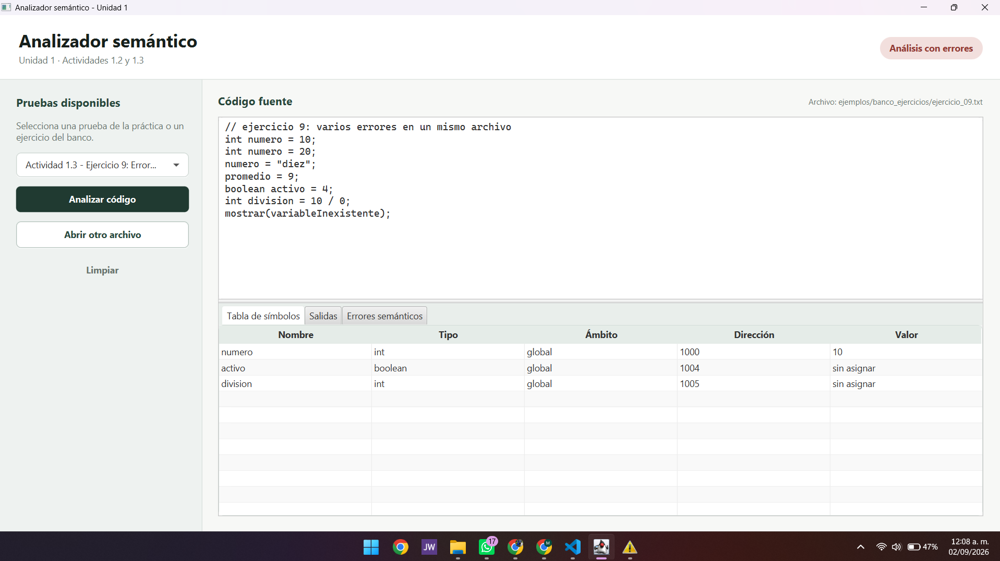 Analizador semántico - Unidad 1
Analizador semántico
Unidad 1 · Actividades 1.2 y 1.3
Análisis con errores
Pruebas disponibles
Selecciona una prueba de la práctica o un
ejercicio del banco.
Actividad 1.3 - Ejercicio 9: Error...
Analizar código
Abrir otro archivo
Limpiar
Código fuente
Archivo: ejemplos/banco_ejercicios/ejercicio_09.txt
// ejercicio 9: varios errores en un mismo archivo
int numero = 10;
int numero = 20;
numero = "diez";
promedio = 9;
boolean activo = 4;
int division = 10 / 0;
mostrar(variableInexistente);
Tabla de símbolos Salidas Errores semánticos
Nombre Tipo Ámbito Dirección Valor
numero int global 1000 10
activo boolean global 1004 sin asignar
division int global 1005 sin asignar
JW
17
M
47%
12:08 a. m.
02/09/2026